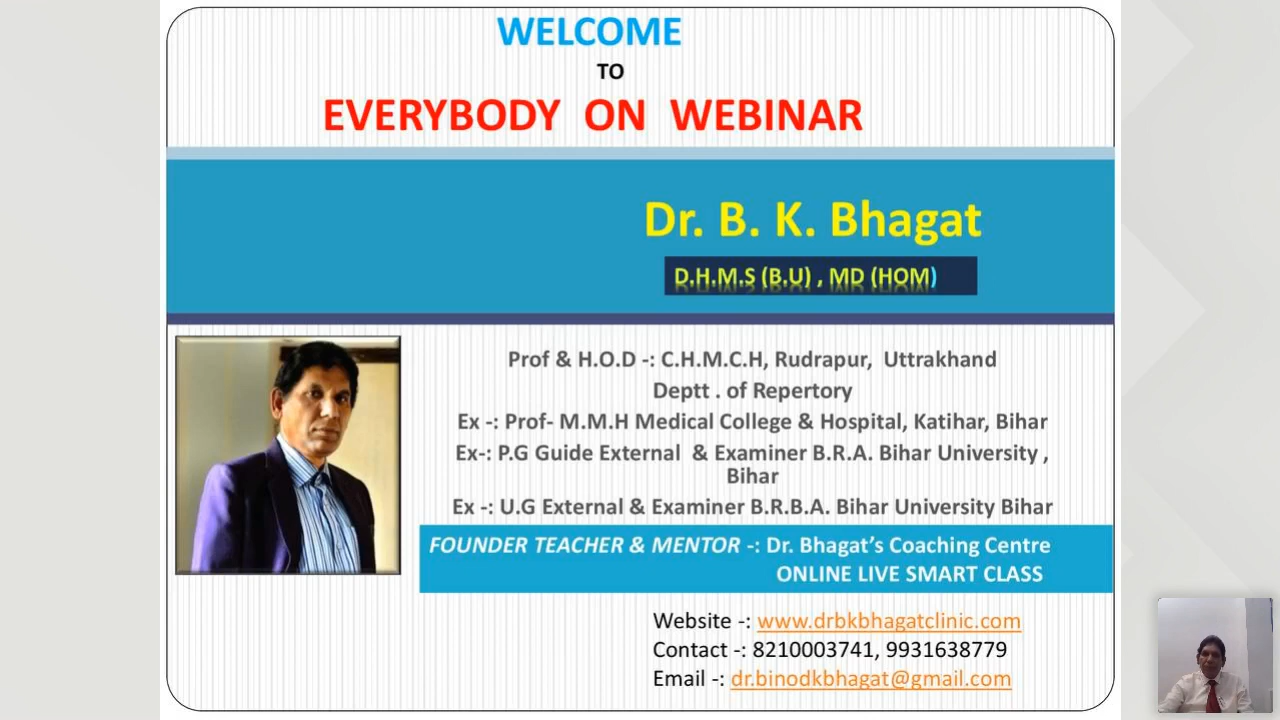 WELCOME
TO
EVERYBODY ON WEBINAR
Dr. B. K. Bhagat
D.H.M.S (B.U) , MD (HOM)
Prof & H.O.D -: C.H.M.C.H, Rudrapur, Uttrakhand
Deptt . of Repertory
Ex -: Prof- M.M.H Medical College & Hospital, Katihar, Bihar
Ex-: P.G Guide External & Examiner B.R.A. Bihar University ,
Bihar
Ex -: U.G External & Examiner B.R.B.A. Bihar University Bihar
FOUNDER TEACHER & MENTOR -: Dr. Bhagat’s Coaching Centre
ONLINE LIVE SMART CLASS
Website -: www.drbkbhagatclinic.com
Contact -: 8210003741, 9931638779
Email -: dr.binodkbhagat@gmail.com